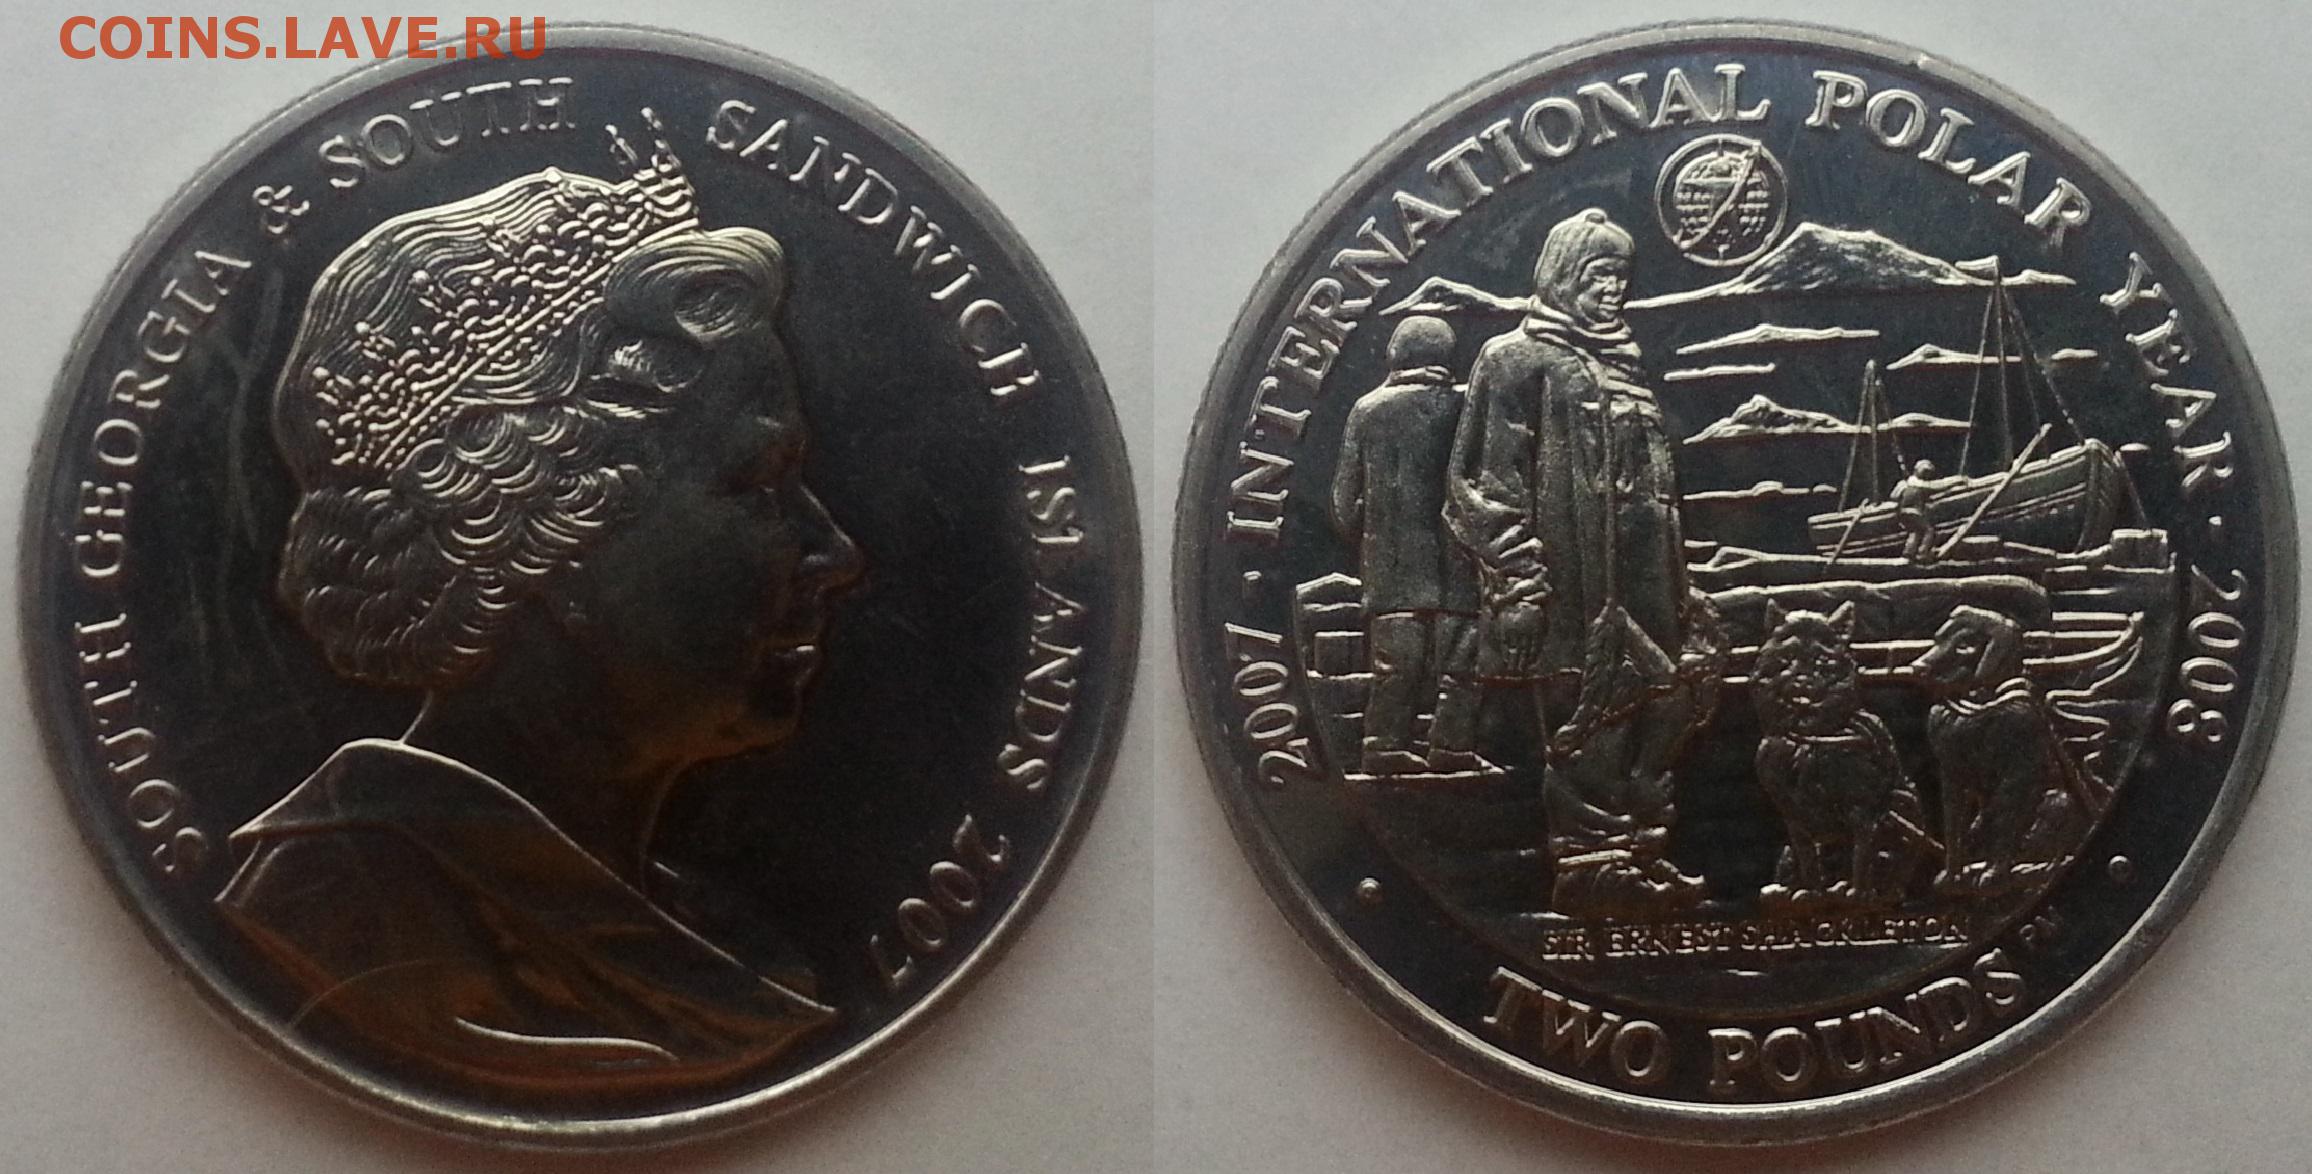 COINS.LAVE.RU
SOUTH GEORGIA & SOUTH SANDWICH ISLANDS 2007
2007 · INTERNATIONAL POLAR YEAR · 2008
SIR ERNEST SHACKLETON
PM
TWO POUNDS